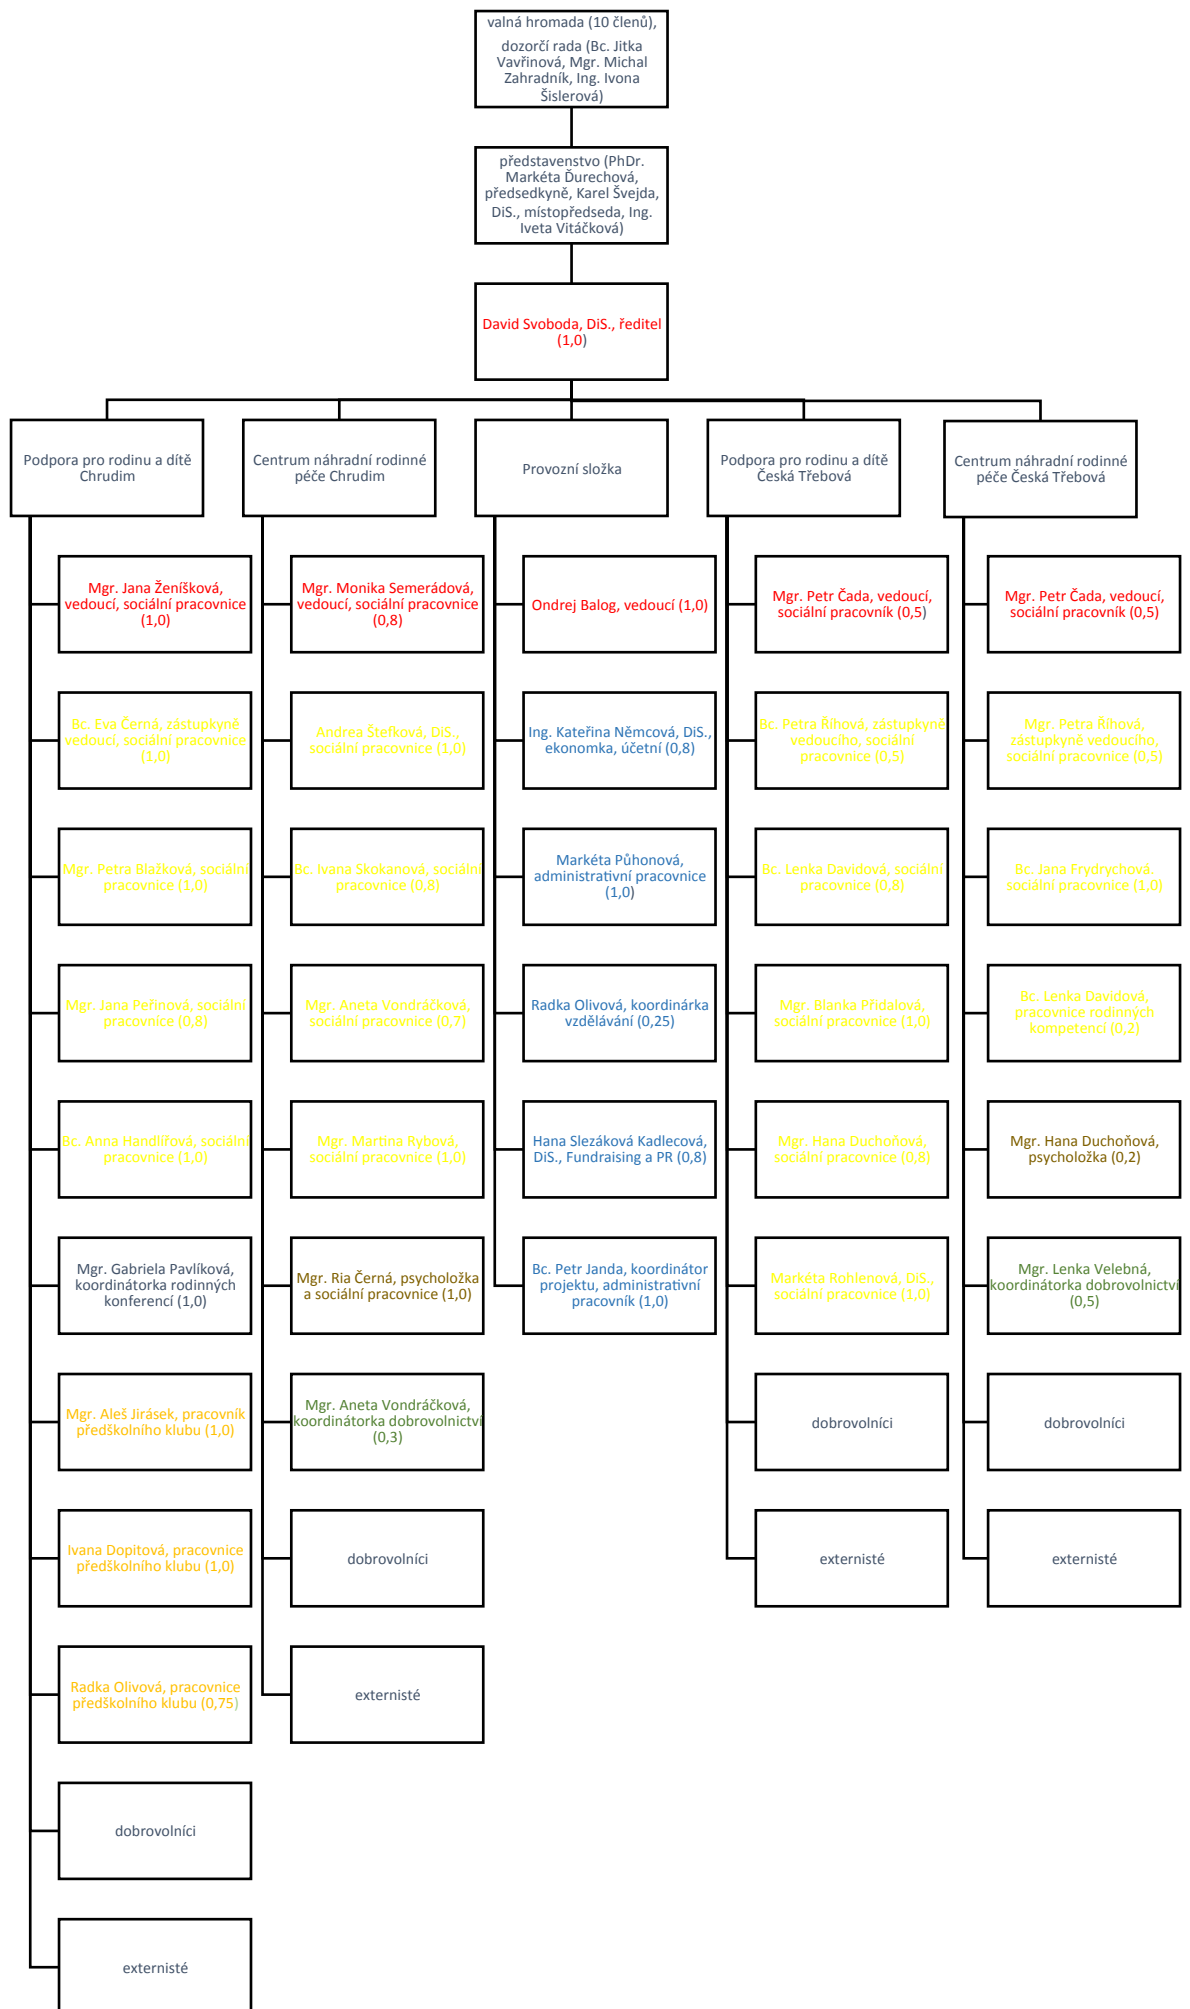 valná hromada (10 členů),
dozorčí rada (Bc. Jitka
Vavřinová, Mgr. Michal
Zahradník, Ing. Ivona
Šislerová)
představenstvo (PhDr.
Markéta Ďurechová,
předsedkyně, Karel Švejda,
DiS., místopředseda, Ing.
Iveta Vitáčková)
David Svoboda, DiS., ředitel
(1,0)
Podpora pro rodinu a dítě
Chrudim
Mgr. Jana Ženíšková,
vedoucí, sociální pracovnice
(1,0)
Bc. Eva Černá, zástupkyně
vedoucí, sociální pracovnice
(1,0)
Mgr. Petra Blažková, sociální
pracovnice (1,0)
Mgr. Jana Peřinová, sociální
pracovnice (0,8)
Bc. Anna Handlířová, sociální
pracovnice (1,0)
Mgr. Gabriela Pavlíková,
koordinátorka rodinných
konferencí (1,0)
Mgr. Aleš Jirásek, pracovník
předškolního klubu (1,0)
Ivana Dopitová, pracovnice
předškolního klubu (1,0)
Radka Olivová, pracovnice
předškolního klubu (0,75)
dobrovolníci
externisté
Centrum náhradní rodinné
péče Chrudim
Mgr. Monika Semerádová,
vedoucí, sociální pracovnice
(0,8)
Andrea Štefková, DiS.,
sociální pracovnice (1,0)
Bc. Ivana Skokanová, sociální
pracovnice (0,8)
Mgr. Aneta Vondráčková,
sociální pracovnice (0,7)
Mgr. Martina Rybová,
sociální pracovnice (1,0)
Mgr. Ria Černá, psycholožka
a sociální pracovnice (1,0)
Mgr. Aneta Vondráčková,
koordinátorka dobrovolnictví
(0,3)
dobrovolníci
externisté
Provozní složka
Ondrej Balog, vedoucí (1,0)
Ing. Kateřina Němcová, DiS.,
ekonomka, účetní (0,8)
Markéta Půhonová,
administrativní pracovnice
(1,0)
Radka Olivová, koordinárka
vzdělávání (0,25)
Hana Slezáková Kadlecová,
DiS., Fundraising a PR (0,8)
Bc. Petr Janda, koordinátor
projektu, administrativní
pracovník (1,0)
Podpora pro rodinu a dítě
Česká Třebová
Mgr. Petr Čada, vedoucí,
sociální pracovník (0,5)
Bc. Petra Říhová, zástupkyně
vedoucího, sociální
pracovnice (0,5)
Bc. Lenka Davidová, sociální
pracovnice (0,8)
Mgr. Blanka Přidalová,
sociální pracovnice (1,0)
Mgr. Hana Duchoňová,
sociální pracovnice (0,8)
Markéta Rohlenová, DiS.,
sociální pracovnice (1,0)
dobrovolníci
externisté
Centrum náhradní rodinné
péče Česká Třebová
Mgr. Petr Čada, vedoucí,
sociální pracovník (0,5)
Mgr. Petra Říhová,
zástupkyně vedoucího,
sociální pracovnice (0,5)
Bc. Jana Frydrychová.
sociální pracovnice (1,0)
Bc. Lenka Davidová,
pracovnice rodinných
kompetencí (0,2)
Mgr. Hana Duchoňová,
psycholožka (0,2)
Mgr. Lenka Velebná,
koordinátorka dobrovolnictví
(0,5)
dobrovolníci
externisté